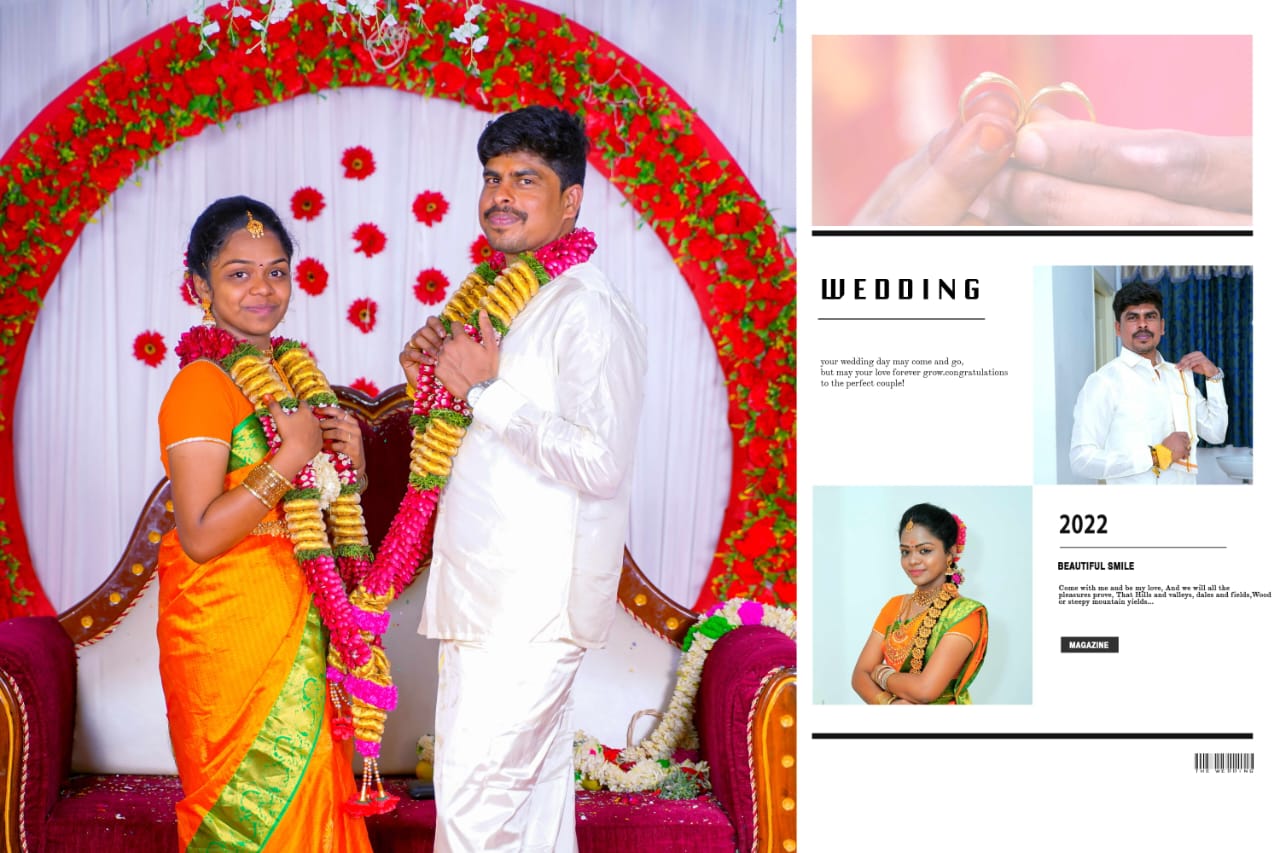 WEDDING
your wedding day may come and go,
but may your love forever grow.congratulations
to the perfect couple!
2022
BEAUTIFUL SMILE
Come with me and be my love, And we will all the
pleasures prove, That Hills and valleys, dales and fields,Wood
or steepy mountain yields...
MAGAZINE
THE WEDDING